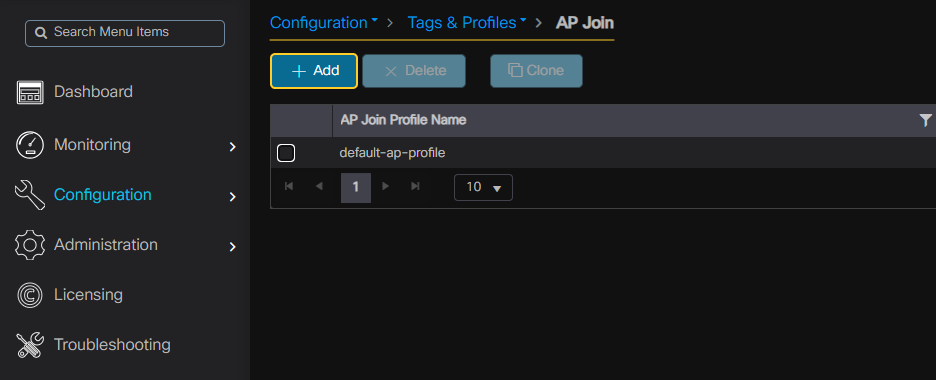 Search Menu Items
Dashboard
Monitoring
Configuration
Administration
Licensing
Troubleshooting
Configuration > Tags & Profiles > AP Join
+ Add × Delete Clone
AP Join Profile Name
default-ap-profile
1 10